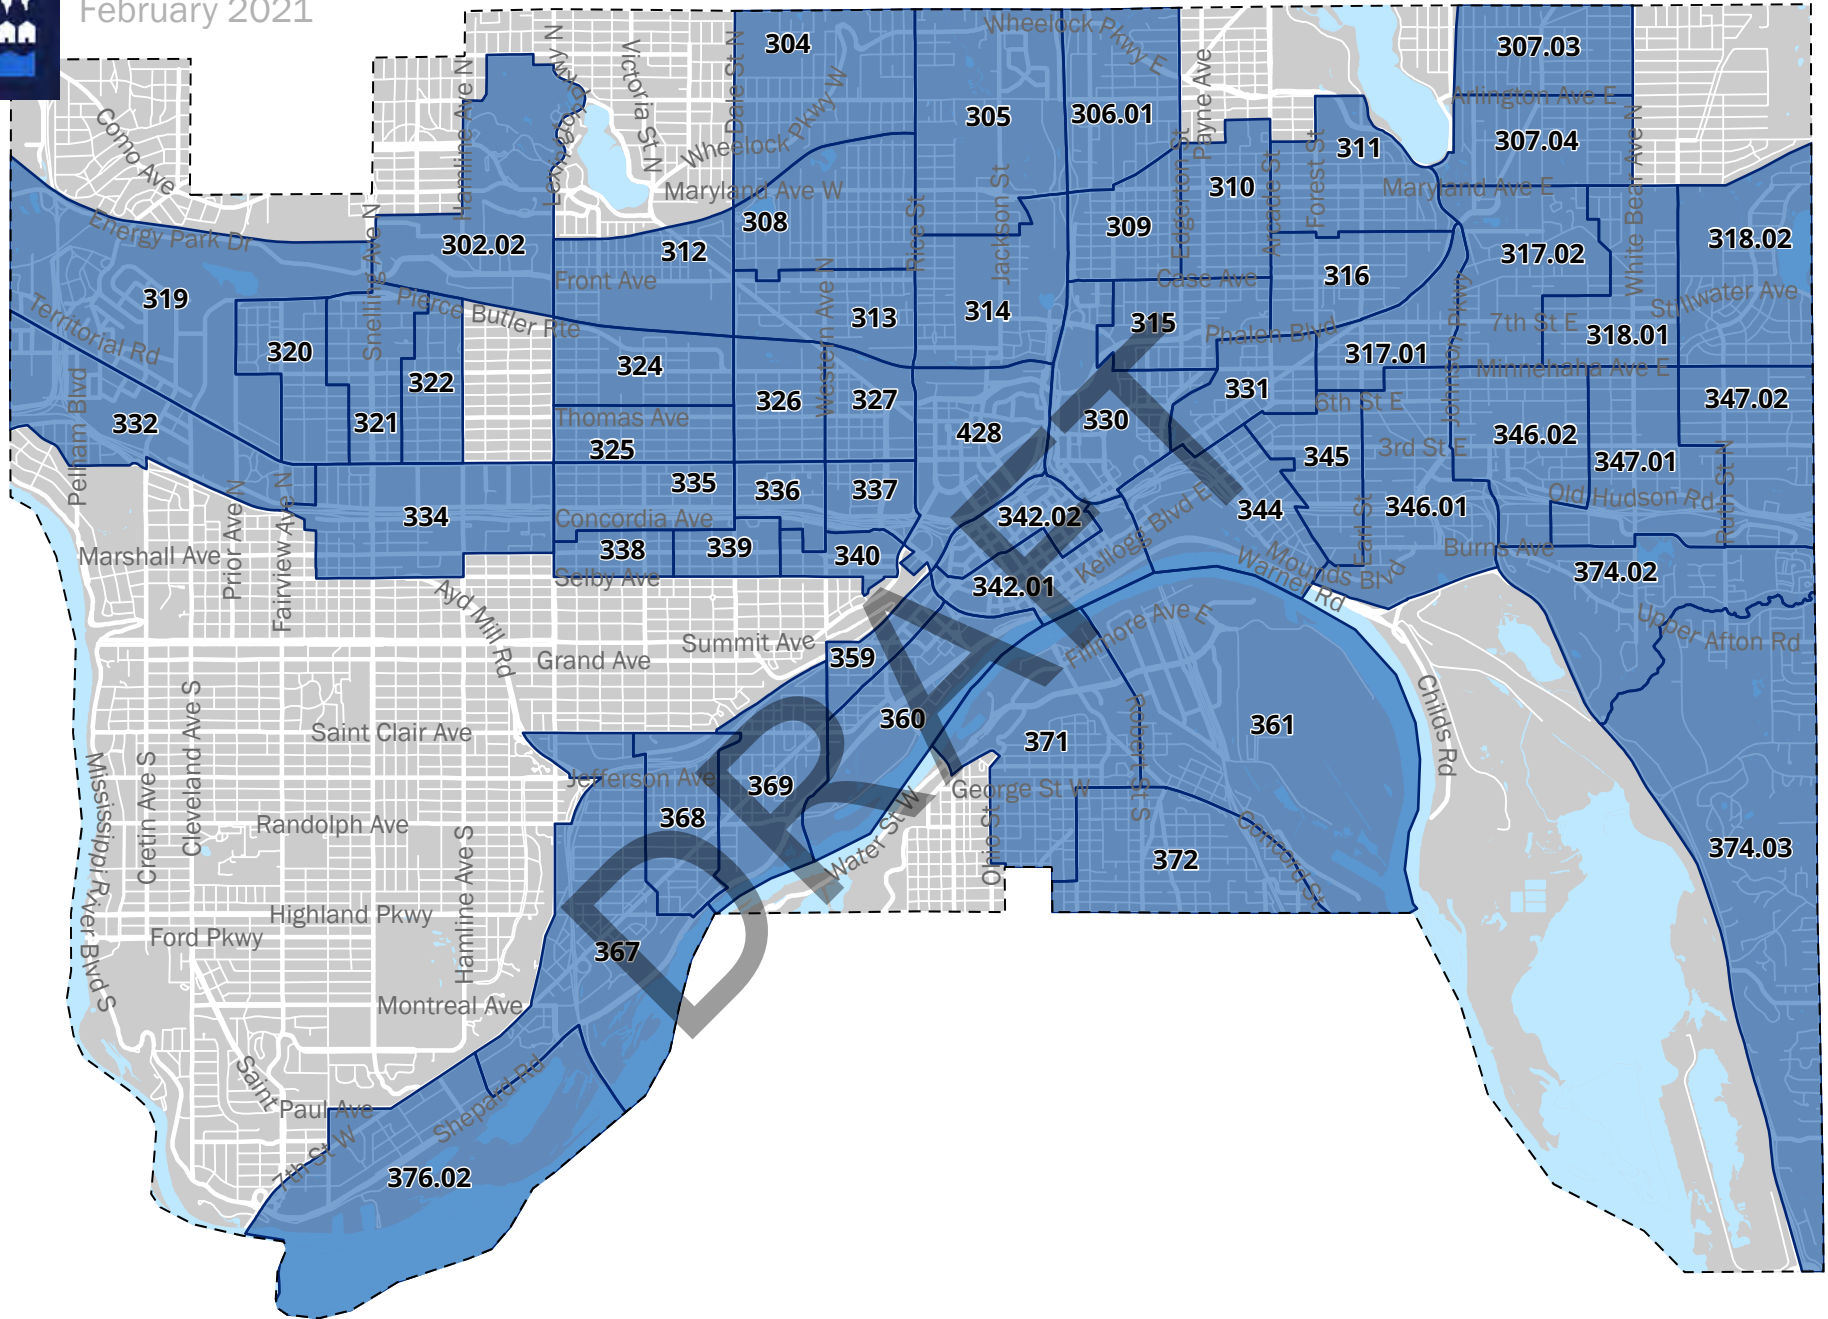 February 2021
304
305
306.01
307.03
307.04
308
309
310
311
302.02
312
313
314
315
316
317.01
317.02
318.01
318.02
319
320
321
322
324
325
326
327
428
330
331
332
334
335
336
337
338
339
340
342.01
342.02
344
345
346.01
346.02
347.01
347.02
359
360
361
367
368
369
371
372
374.02
374.03
376.02
Como Ave
Energy Park Dr
Territorial Rd
Pelham Blvd
Hamline Ave N
Snelling Ave N
Pierce Butler Rte
Victoria St N
Dale St N
Wheelock Pkwy W
Wheelock Pkwy E
Maryland Ave W
Front Ave
Thomas Ave
Concordia Ave
Selby Ave
Western Ave N
Rice St
Jackson St
Edgerton St
Payne Ave
Arcade St
Forest St
Case Ave
Phalen Blvd
Arlington Ave E
Maryland Ave E
White Bear Ave N
Stillwater Ave
7th St E
Minnehaha Ave E
6th St E
3rd St E
Johnson Pkwy
Old Hudson Rd
Ruth St N
Burns Ave
Earl St
Mounds Blvd
Warner Rd
Kellogg Blvd E
Fillmore Ave E
Upper Afton Rd
Childs Rd
Robert St S
George St W
Ohio St
Concord St
Water St W
Marshall Ave
Prior Ave N
Fairview Ave N
Ayd Mill Rd
Summit Ave
Grand Ave
Saint Clair Ave
Jefferson Ave
Randolph Ave
Highland Pkwy
Ford Pkwy
Montreal Ave
Mississippi River Blvd S
Cretin Ave S
Cleveland Ave S
Hamline Ave S
Saint Paul Ave
7th St W
Shepard Rd
DRAFT